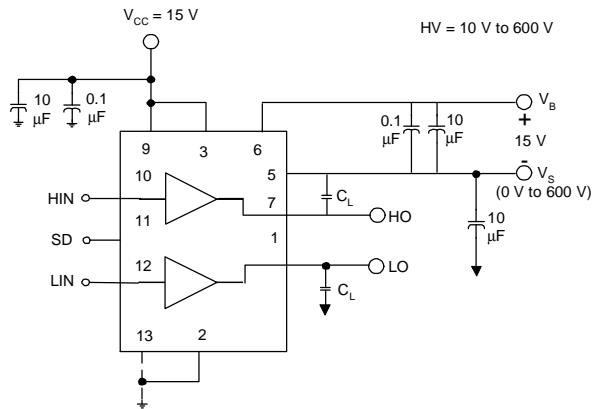 V_CC = 15 V
HV = 10 V to 600 V
10 μF
0.1 μF
0.1 μF
10 μF
V_B
+
15 V
-
V_S
(0 V to 600 V)
9
3
6
5
10
7
11
1
12
13
2
HIN
SD
LIN
C_L
HO
10 μF
LO
C_L